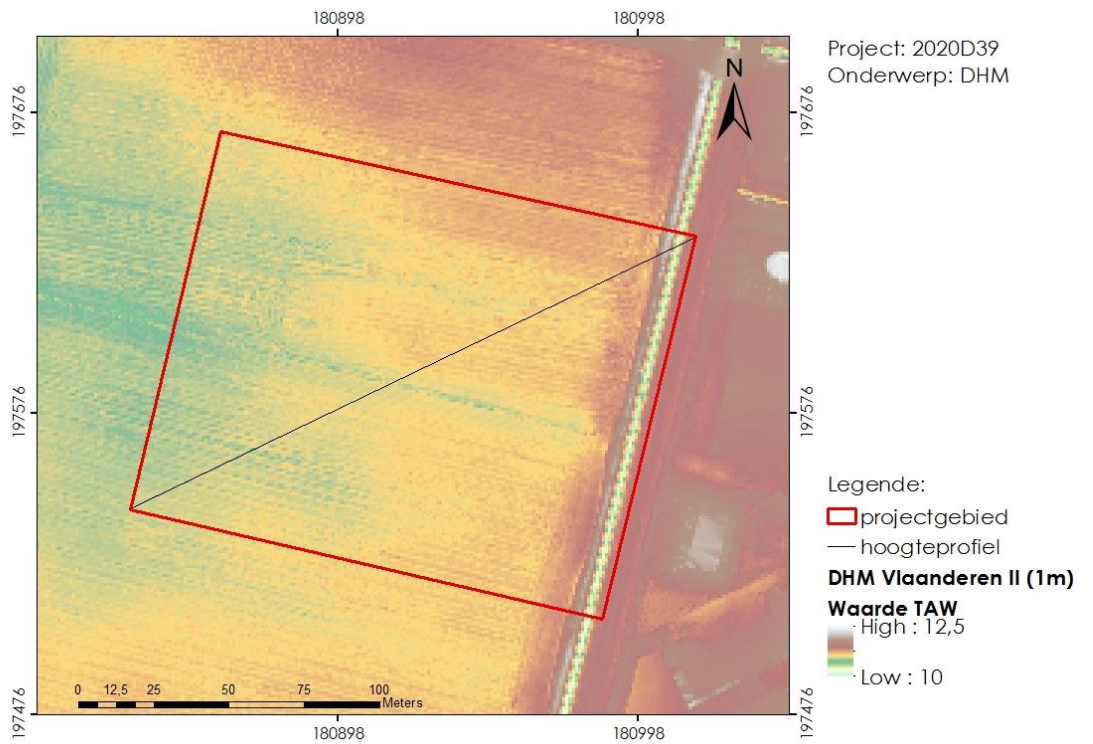 180898 180998
Project: 2020D39
Onderwerp: DHM
N
197676 197676
197576 197576
Legende:
projectgebied
hoogteprofiel
DHM Vlaanderen II (1m)
Waarde TAW
High : 12,5
Low : 10
0 12,5 25 50 75 100
Meters
197476 197476
180898 180998